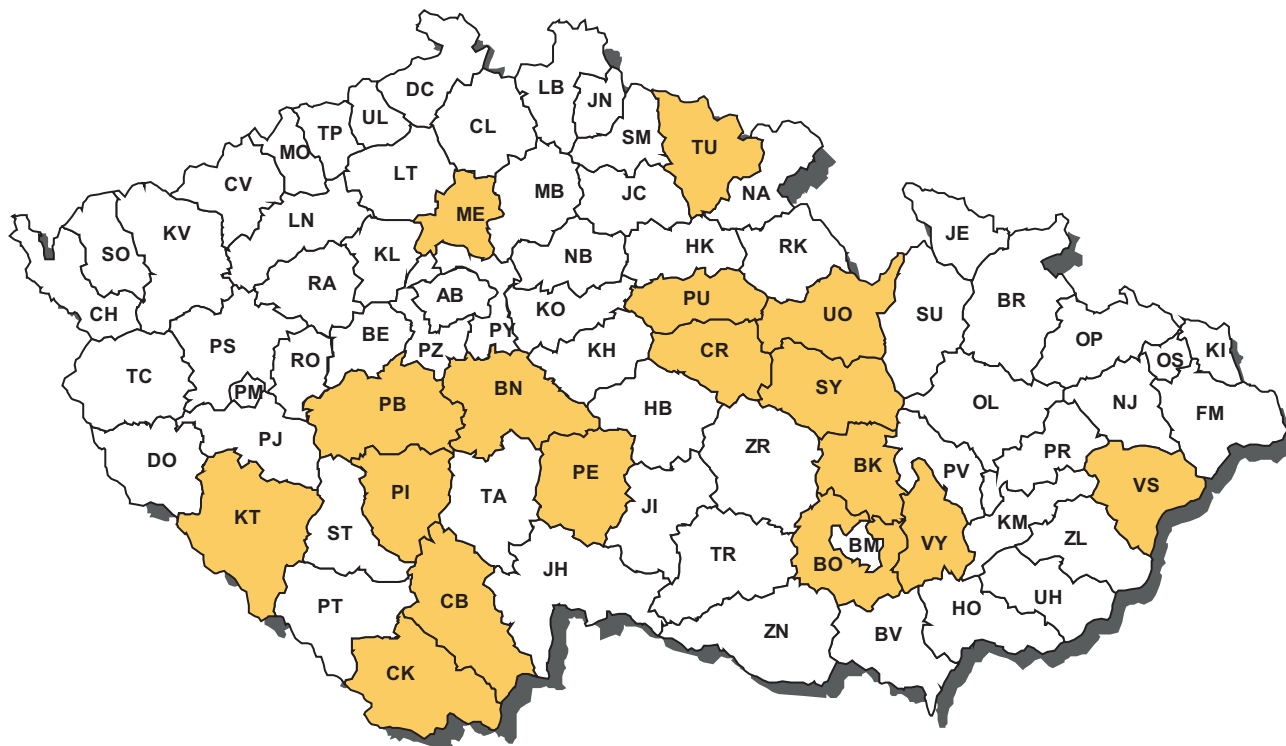 DC
LB
JN
UL
TP
CL
SM
TU
MO
CV
LT
MB
JC
NA
ME
LN
KV
SO
KL
NB
HK
RK
JE
RA
AB
KO
PU
UO
SU
BR
CH
PS
BE
PY
PZ
KH
CR
OP
OS
KI
RO
TC
PM
PB
BN
HB
SY
OL
NJ
FM
PJ
DO
ZR
PR
BK
PV
VS
PI
TA
PE
JI
KT
ST
KM
ZL
TR
BO
BM
VY
JH
CB
PT
UH
HO
ZN
BV
CK